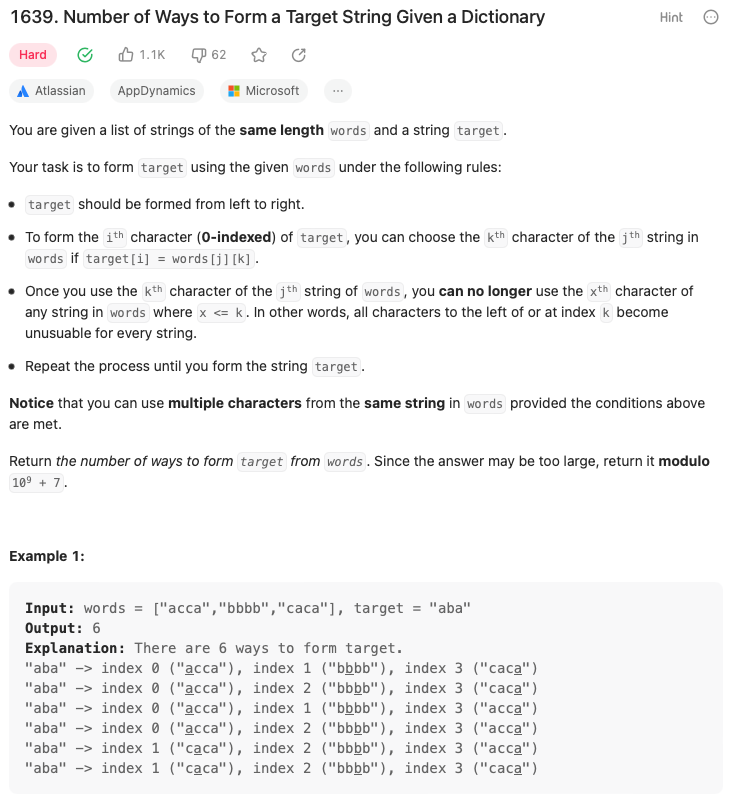 1639. Number of Ways to Form a Target String Given a Dictionary
Hint
Hard
1.1K
62
Atlassian
AppDynamics
Microsoft
...
You are given a list of strings of the same length words and a string target.
Your task is to form target using the given words under the following rules:
• target should be formed from left to right.
• To form the iᵗʰ character (0-indexed) of target, you can choose the kᵗʰ character of the jᵗʰ string in
words if target[i] = words[j][k].
• Once you use the kᵗʰ character of the jᵗʰ string of words, you can no longer use the xᵗʰ character of
any string in words where x <= k. In other words, all characters to the left of or at index k become
unusuable for every string.
• Repeat the process until you form the string target.
Notice that you can use multiple characters from the same string in words provided the conditions above
are met.
Return the number of ways to form target from words. Since the answer may be too large, return it modulo
10⁹ + 7.
Example 1:
Input: words = ["acca","bbbb","caca"], target = "aba"
Output: 6
Explanation: There are 6 ways to form target.
"aba" -> index 0 ("acca"), index 1 ("bbbb"), index 3 ("caca")
"aba" -> index 0 ("acca"), index 2 ("bbbb"), index 3 ("caca")
"aba" -> index 0 ("acca"), index 1 ("bbbb"), index 3 ("acca")
"aba" -> index 0 ("acca"), index 2 ("bbbb"), index 3 ("acca")
"aba" -> index 1 ("caca"), index 2 ("bbbb"), index 3 ("acca")
"aba" -> index 1 ("caca"), index 2 ("bbbb"), index 3 ("caca")